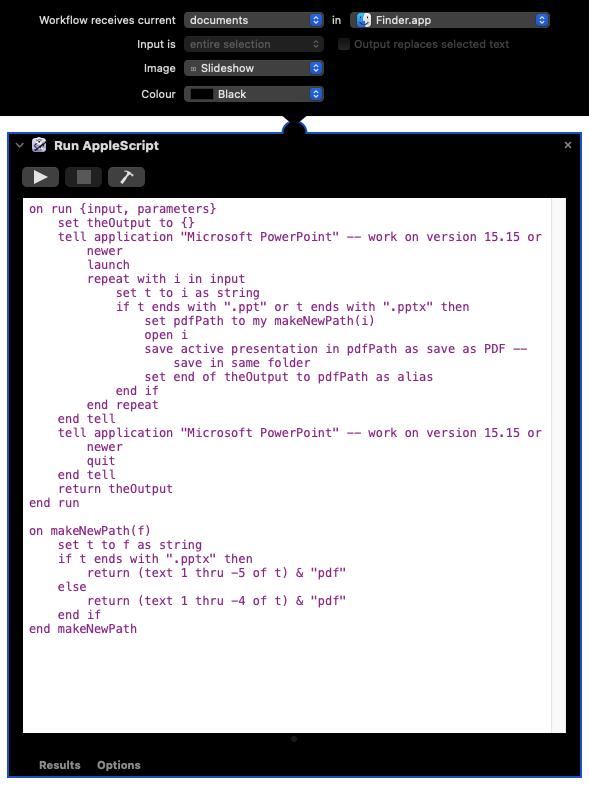 Workflow receives current documents in Finder.app
Input is entire selection Output replaces selected text
Image Slideshow
Colour Black
Run AppleScript
on run {input, parameters}
set theOutput to {}
tell application "Microsoft PowerPoint" -- work on version 15.15 or
newer
launch
repeat with i in input
set t to i as string
if t ends with ".ppt" or t ends with ".pptx" then
set pdfPath to my makeNewPath(i)
open i
save active presentation in pdfPath as save as PDF --
save in same folder
set end of theOutput to pdfPath as alias
end if
end repeat
end tell
tell application "Microsoft PowerPoint" -- work on version 15.15 or
newer
quit
end tell
return theOutput
end run
on makeNewPath(f)
set t to f as string
if t ends with ".pptx" then
return (text 1 thru -5 of t) & "pdf"
else
return (text 1 thru -4 of t) & "pdf"
end if
end makeNewPath
Results Options